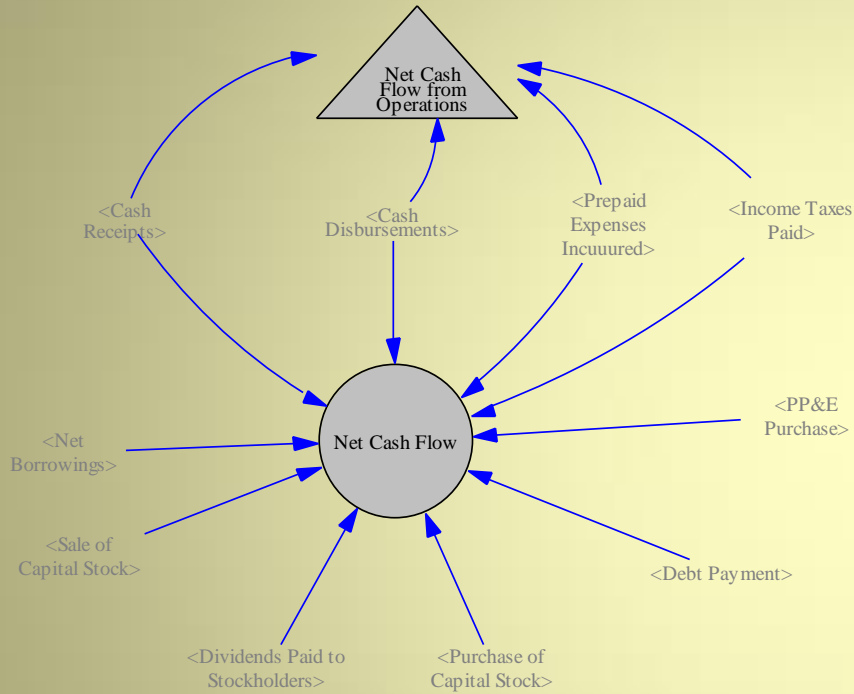 Net Cash
Flow from
Operations
<Cash
Receipts>
<Cash
Disbursements>
<Prepaid
Expenses
Incuuured>
<Income Taxes
Paid>
<PP&E
Purchase>
<Net
Borrowings>
Net Cash Flow
<Sale of
Capital Stock>
<Debt Payment>
<Dividends Paid to
Stockholders>
<Purchase of
Capital Stock>